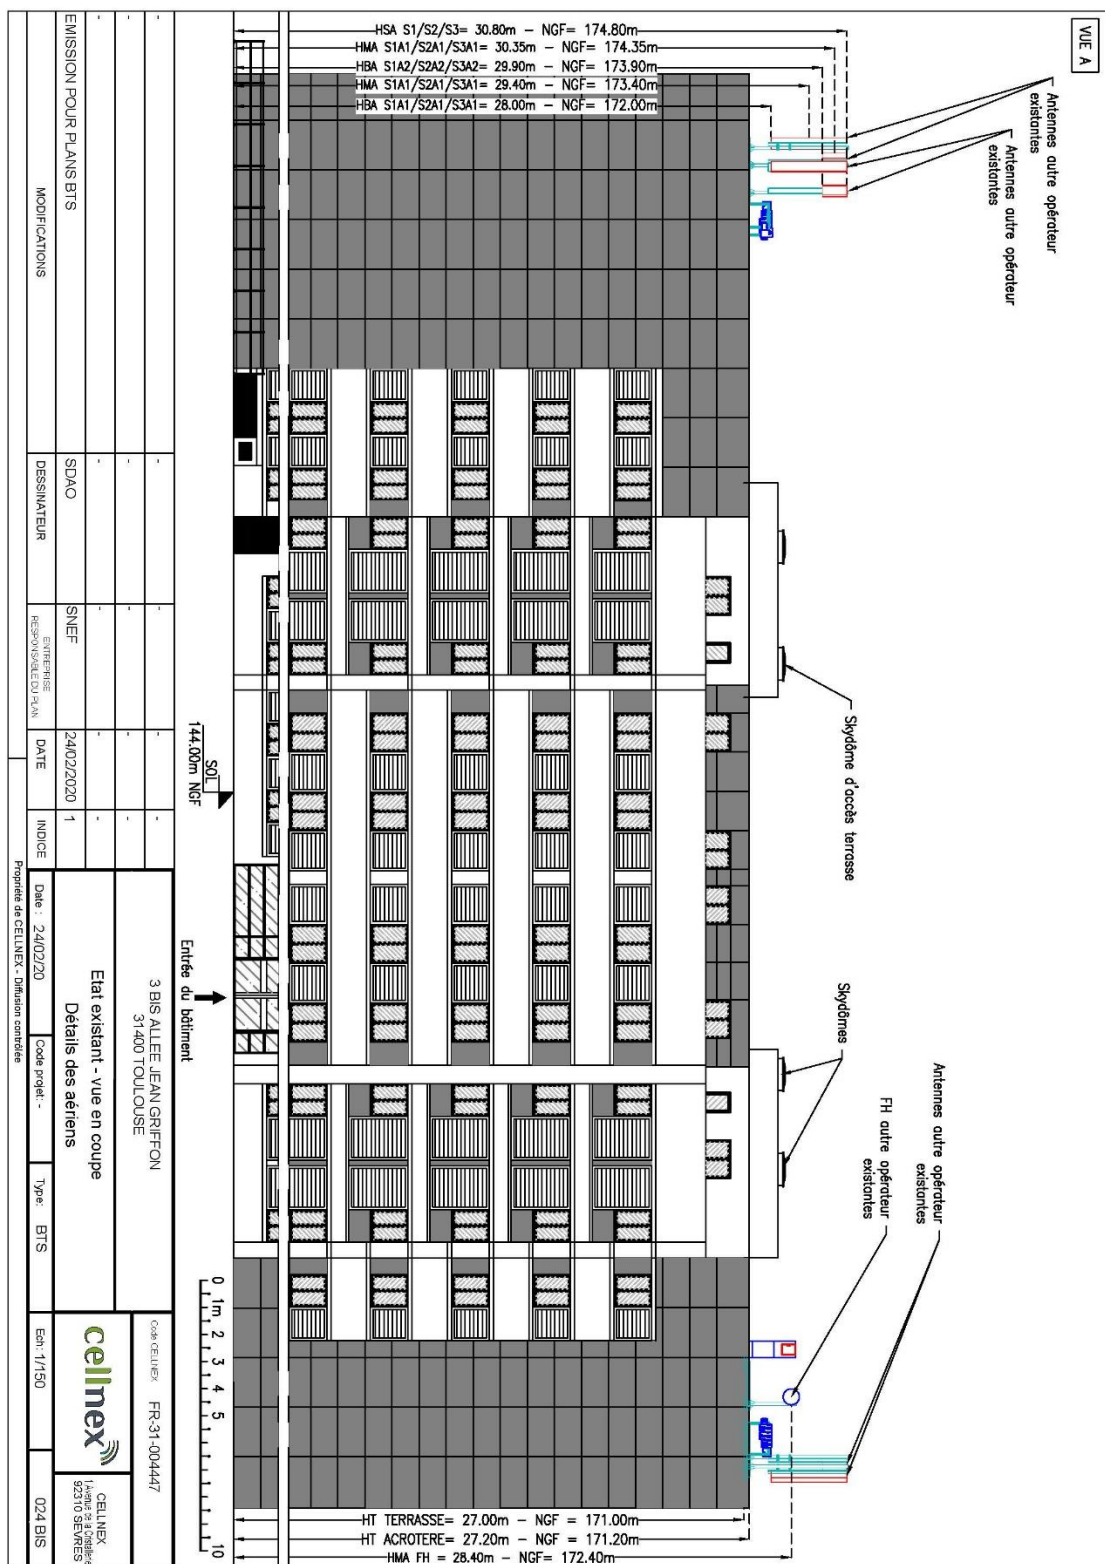 VUE A
HSA S1/S2/S3= 30.80m - NGF= 174.80m
HMA S1A1/S2A1/S3A1= 30.35m - NGF= 174.35m
HBA S1A2/S2A2/S3A2= 29.90m - NGF= 173.90m
HMA S1A1/S2A1/S3A1= 29.40m - NGF= 173.40m
HBA S1A1/S2A1/S3A1= 28.00m - NGF= 172.00m
Antennes autre opérateur
existantes
Antennes autre opérateur
existantes
Skydôme d'accès terrasse
Skydômes
Antennes autre opérateur
existantes
FH autre opérateur
existantes
SOL
144.00m NGF
Entrée du bâtiment
0 1m 2 3 4 5 10
HT TERRASSE= 27.00m - NGF = 171.00m
HT ACROTERE= 27.20m - NGF = 171.20m
HMA FH = 28.40m - NGF= 172.40m
- - - - -
- - - - -
- - - - -
EMISSION POUR PLANS BTS SDAO SNEF 24/02/2020 1
MODIFICATIONS DESSINATEUR ENTREPRISE RESPONSABLE DU PLAN DATE INDICE
3 BIS ALLEE JEAN GRIFFON
31400 TOULOUSE
Code CELLNEX FR-31-004447
Etat existant - vue en coupe
Détails des aériens
cellnex
CELLNEX
1 Avenue de la Cristallerie
92310 SEVRES
Date : 24/02/20 Code projet : - Type: BTS Ech: 1/150 024 BIS
Propriété de CELLNEX - Diffusion contrôlée